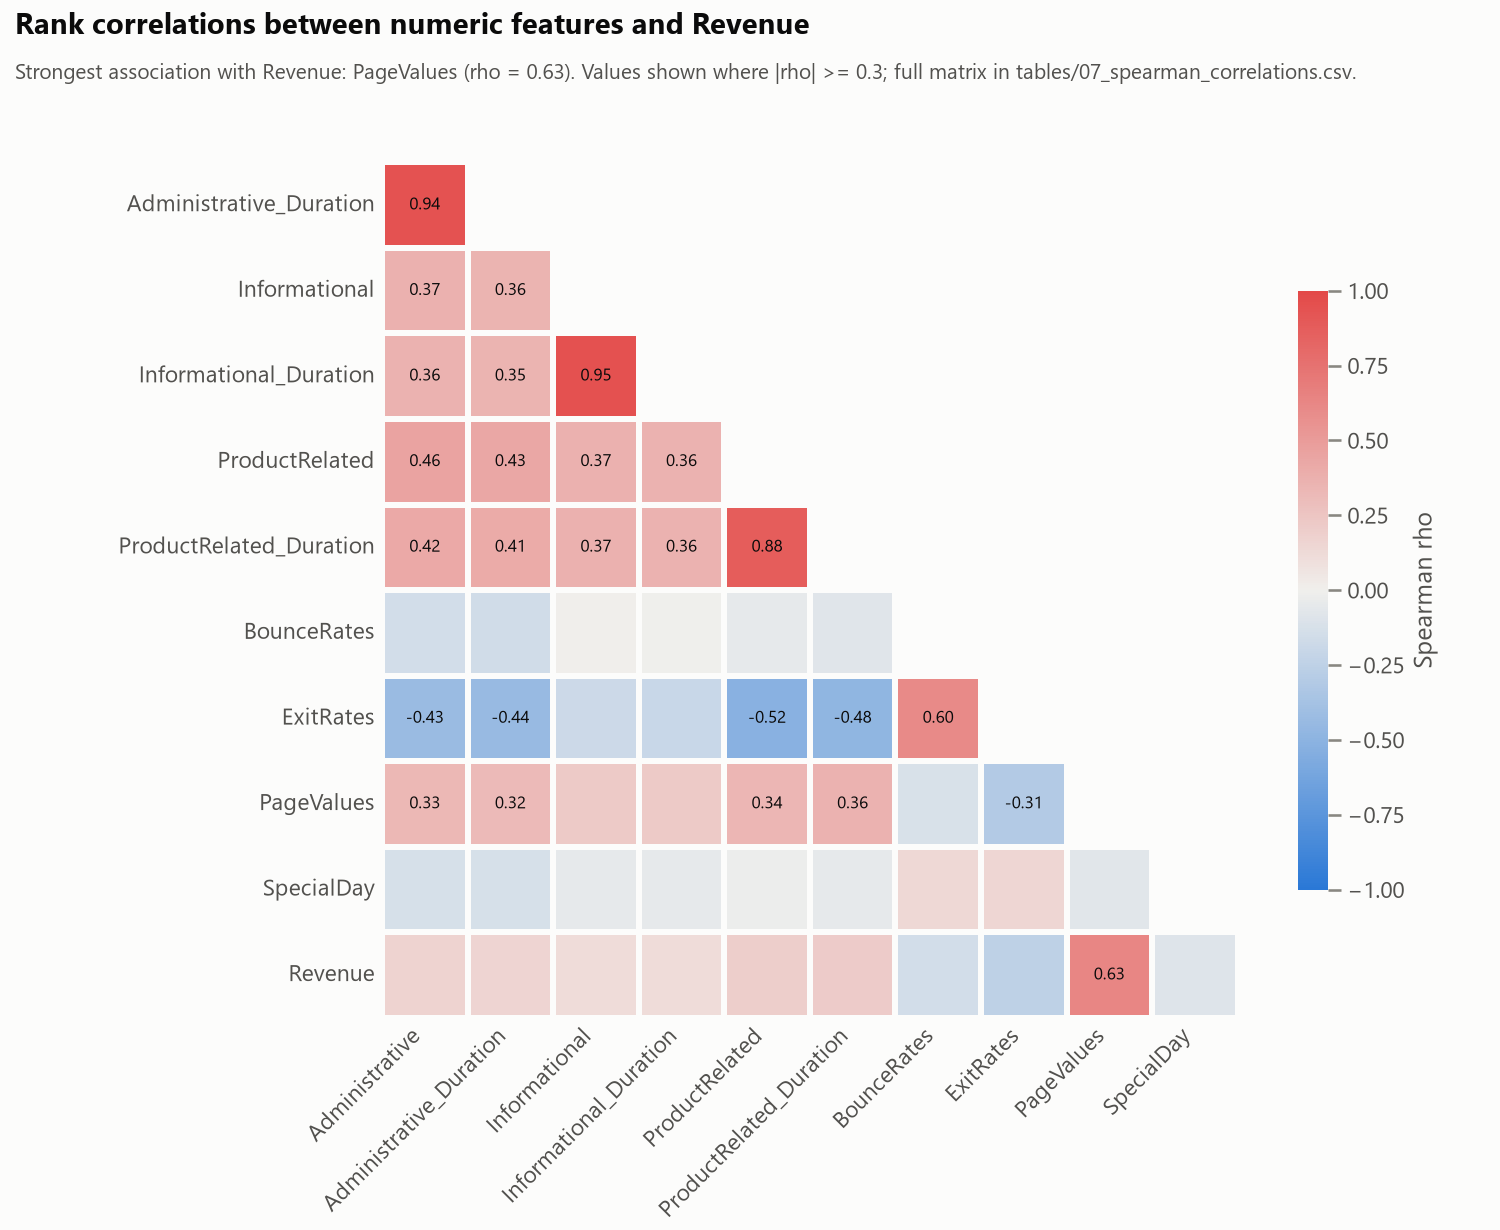 Rank correlations between numeric features and Revenue
Strongest association with Revenue: PageValues (rho = 0.63). Values shown where |rho| >= 0.3; full matrix in tables/07_spearman_correlations.csv.
Administrative_Duration 0.94
Informational 0.37 0.36
Informational_Duration 0.36 0.35 0.95
ProductRelated 0.46 0.43 0.37 0.36
ProductRelated_Duration 0.42 0.41 0.37 0.36 0.88
BounceRates
ExitRates -0.43 -0.44 -0.52 -0.48 0.60
PageValues 0.33 0.32 0.34 0.36 -0.31
SpecialDay
Revenue 0.63
Administrative
Administrative_Duration
Informational
Informational_Duration
ProductRelated
ProductRelated_Duration
BounceRates
ExitRates
PageValues
SpecialDay
1.00
0.75
0.50
0.25
0.00
−0.25
−0.50
−0.75
−1.00
Spearman rho